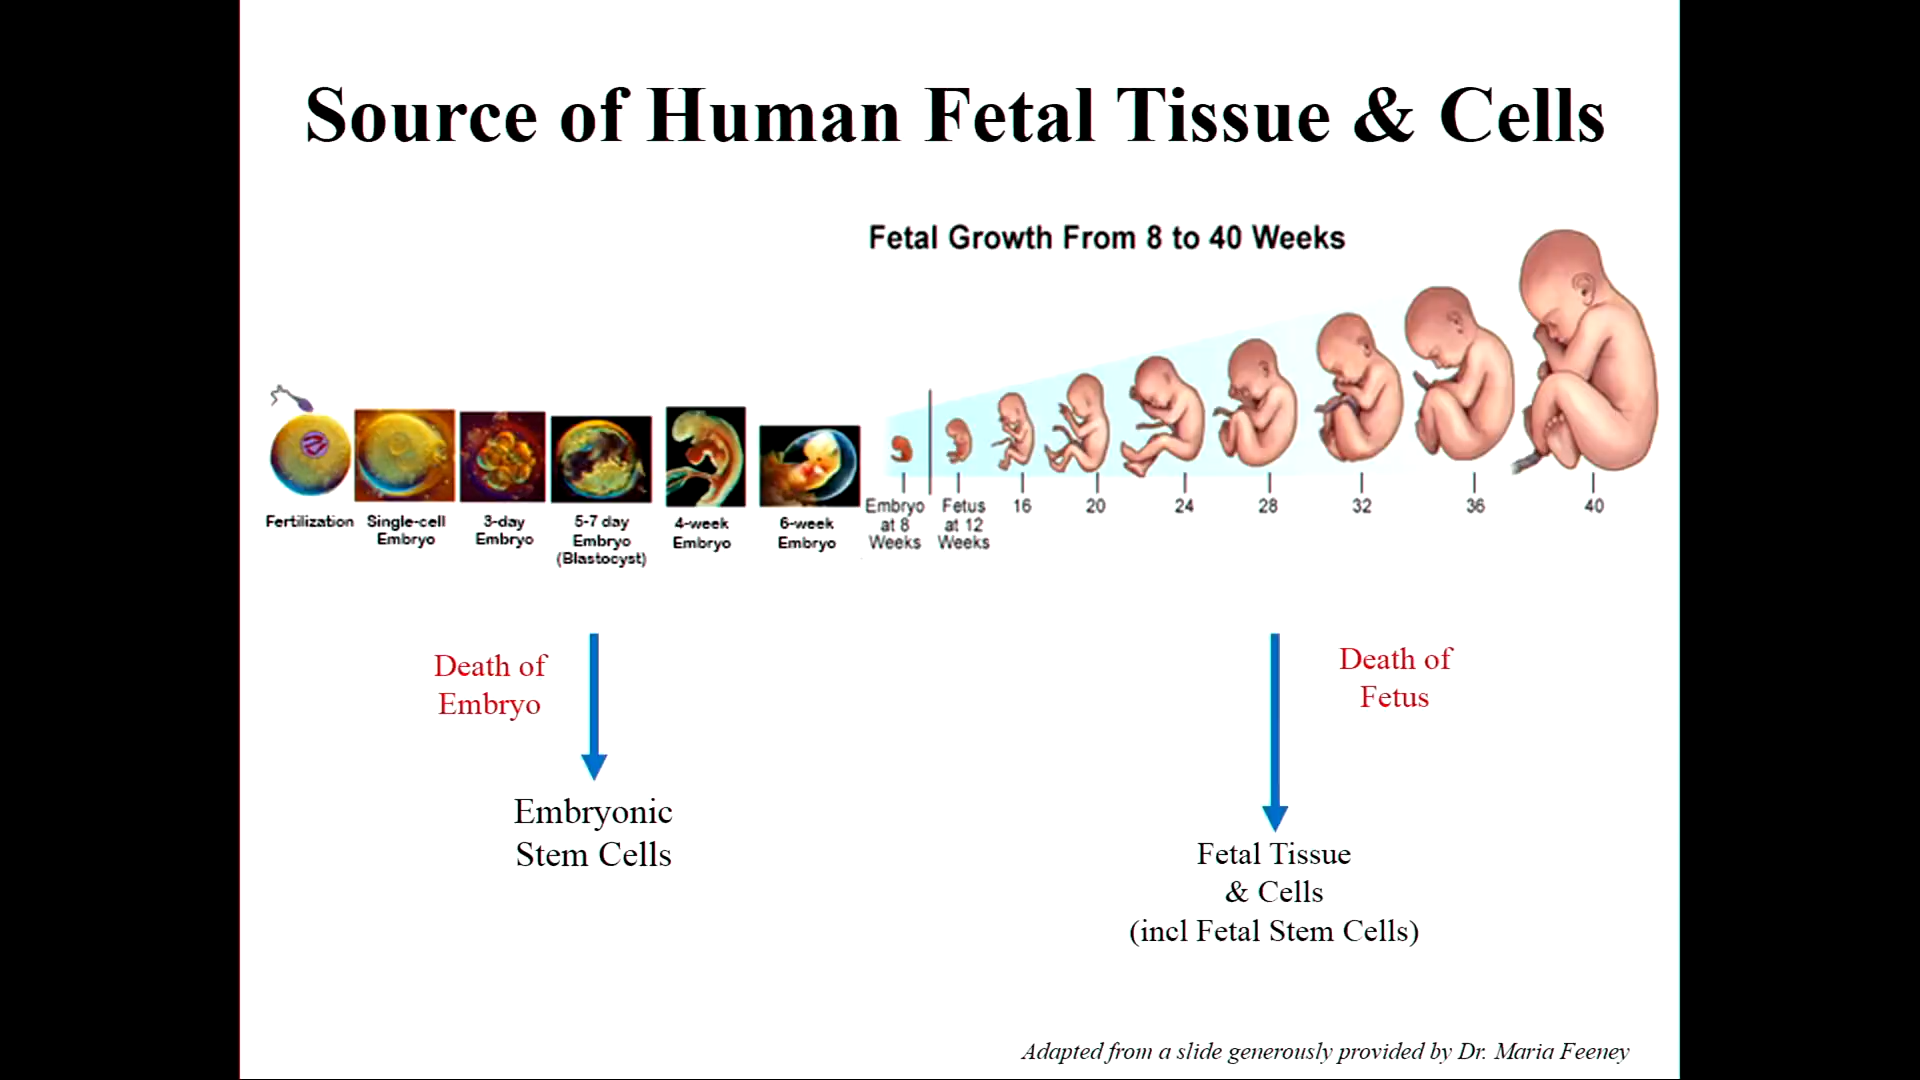 Source of Human Fetal Tissue & Cells
Fetal Growth From 8 to 40 Weeks
Fertilization
Single-cell
Embryo
3-day
Embryo
5-7 day
Embryo
(Blastocyst)
4-week
Embryo
6-week
Embryo
Embryo
at 8
Weeks
Fetus
at 12
Weeks
16
20
24
28
32
36
40
Death of
Embryo
Embryonic
Stem Cells
Death of
Fetus
Fetal Tissue
& Cells
(incl Fetal Stem Cells)
Adapted from a slide generously provided by Dr. Maria Feeney